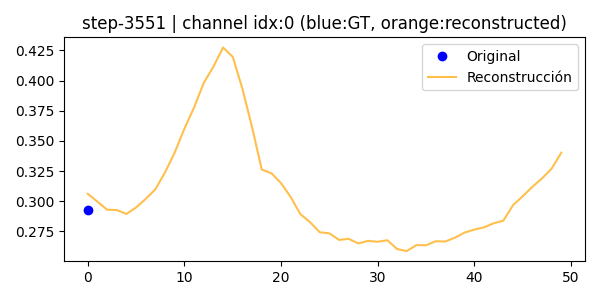 step-3551 | channel idx:0 (blue:GT, orange:reconstructed)
Original
Reconstrucción
0.425
0.400
0.375
0.350
0.325
0.300
0.275
0 10 20 30 40 50